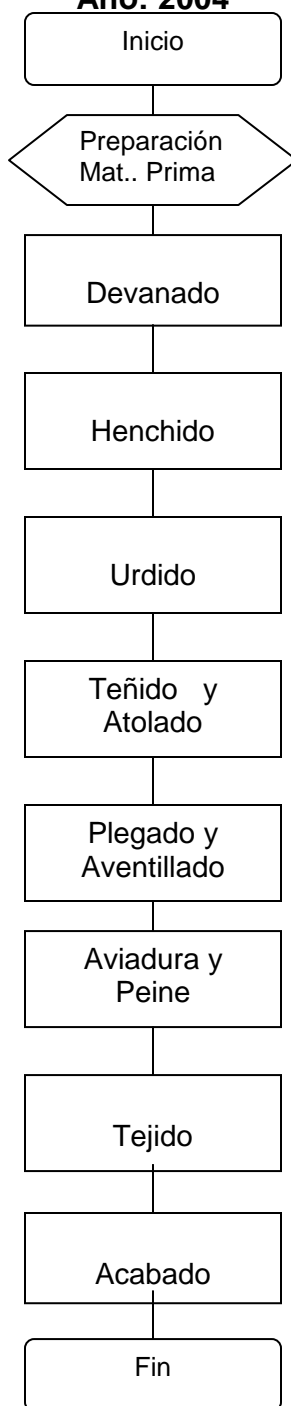 Año: 2004
Inicio
Preparación
Mat.. Prima
Devanado
Henchido
Urdido
Teñido y
Atolado
Plegado y
Aventillado
Aviadura y
Peine
Tejido
Acabado
Fin